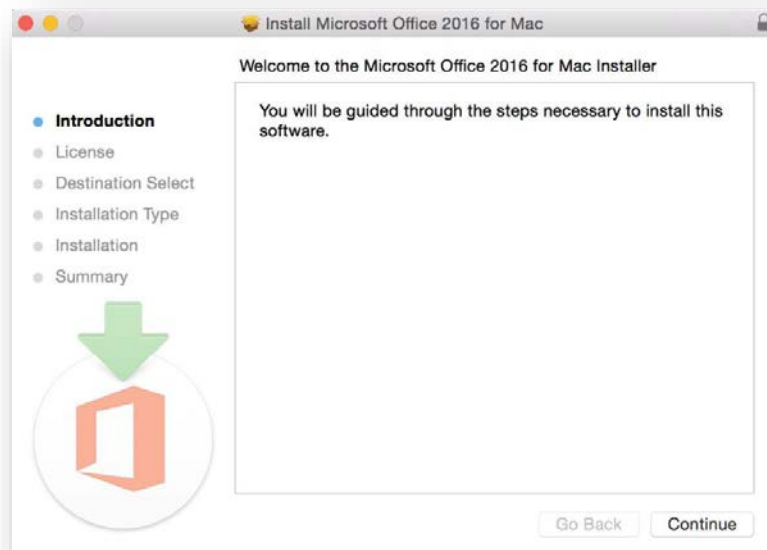 Install Microsoft Office 2016 for Mac
Welcome to the Microsoft Office 2016 for Mac Installer
Introduction
License
Destination Select
Installation Type
Installation
Summary
You will be guided through the steps necessary to install this
software.
Go Back
Continue